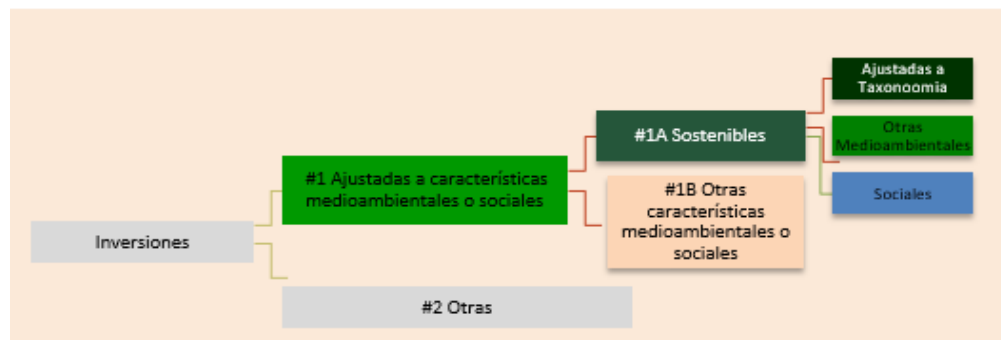 Inversiones
#1 Ajustadas a características
medioambientales o sociales
#2 Otras
#1A Sostenibles
#1B Otras
características
medioambientales o
sociales
Ajustadas a
Taxonoomia
Otras
Medioambientales
Sociales